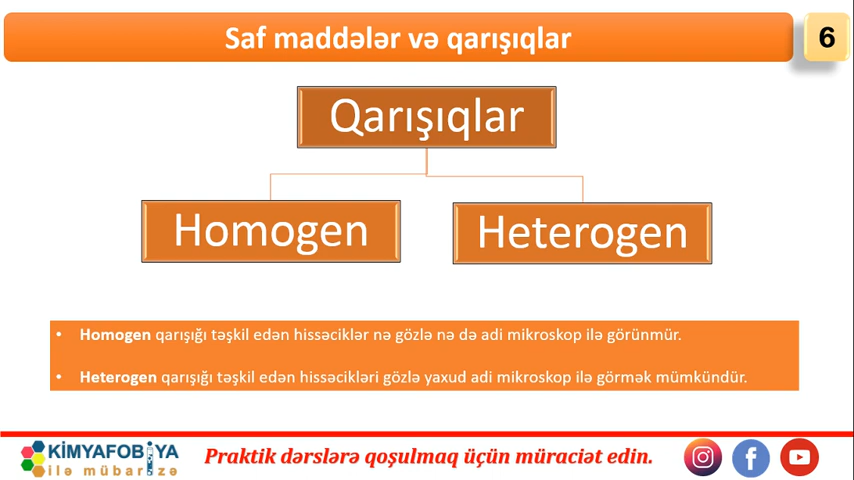 Saf maddələr və qarışıqlar
6
Qarışıqlar
Homogen
Heterogen
• Homogen qarışığı təşkil edən hissəciklər nə gözlə nə də adi mikroskop ilə görünmür.
• Heterogen qarışığı təşkil edən hissəcikləri gözlə yaxud adi mikroskop ilə görmək mümkündür.
KİMYAFOBİYA
ilə mübarizə
Praktik dərslərə qoşulmaq üçün müraciət edin.